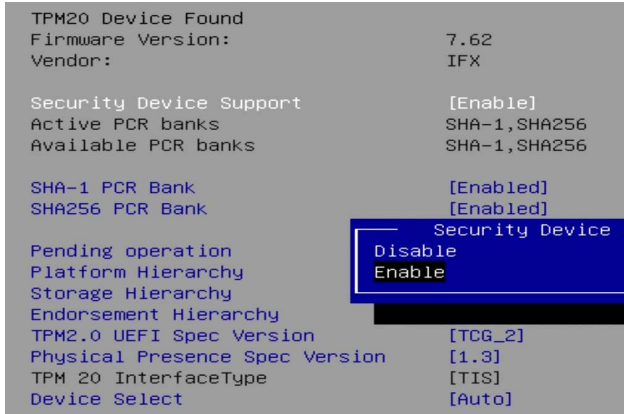 TPM20 Device Found
Firmware Version: 7.62
Vendor: IFX
Security Device Support [Enable]
Active PCR banks SHA-1,SHA256
Available PCR banks SHA-1,SHA256
SHA-1 PCR Bank [Enabled]
SHA256 PCR Bank [Enabled]
Security Device
Pending operation Disable
Platform Hierarchy Enable
Storage Hierarchy
Endorsement Hierarchy
TPM2.0 UEFI Spec Version [TCG_2]
Physical Presence Spec Version [1.3]
TPM 20 InterfaceType [TIS]
Device Select [Auto]